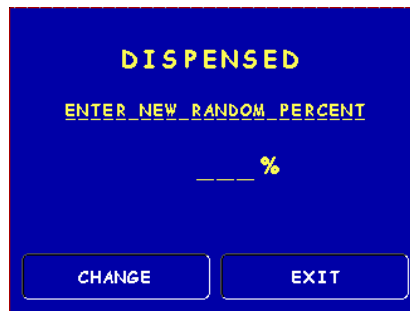 DISPENSED
ENTER NEW RANDOM PERCENT
___%
CHANGE
EXIT